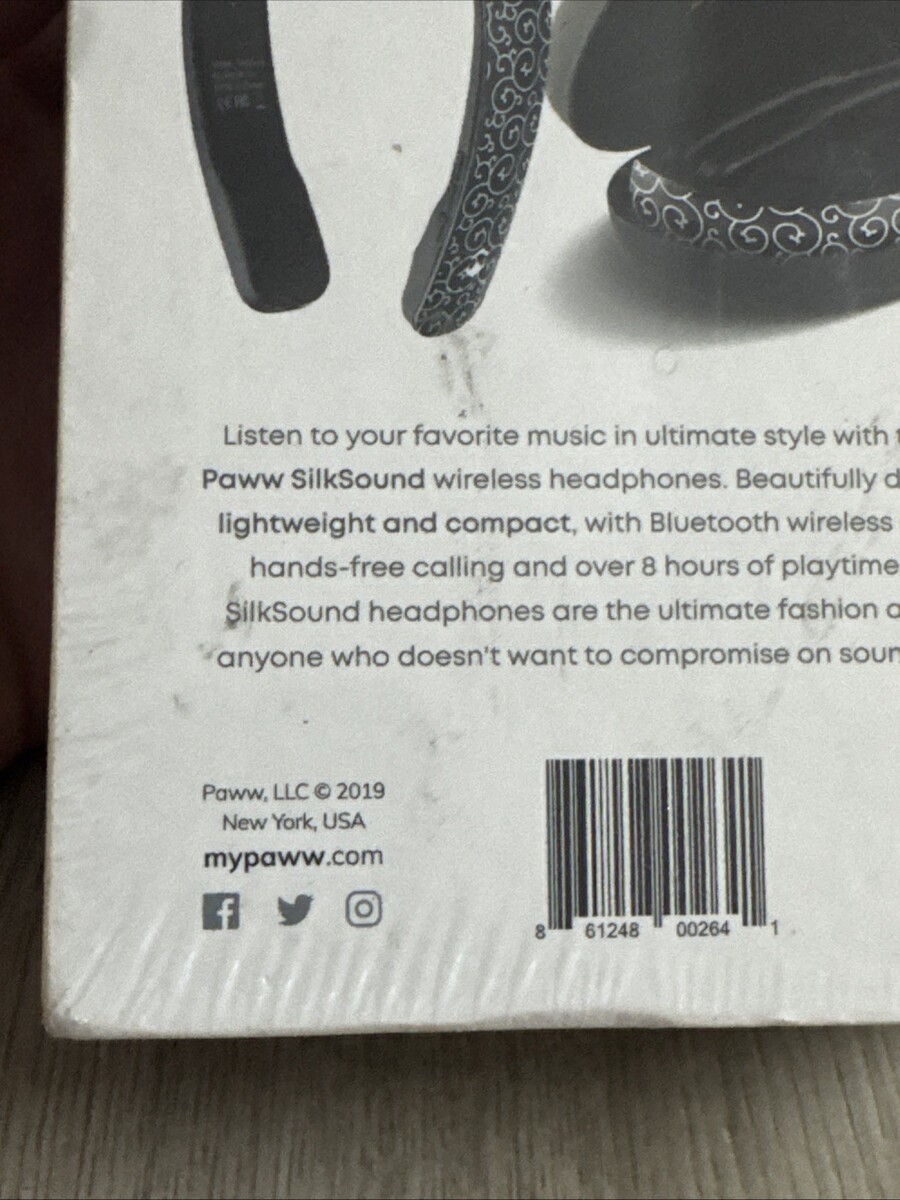 Listen to your favorite music in ultimate style with
Paww SilkSound wireless headphones. Beautifully
lightweight and compact, with Bluetooth wireless
hands-free calling and over 8 hours of playtime
SilkSound headphones are the ultimate fashion
anyone who doesn't want to compromise on
Paww, LLC © 2019
New York, USA
mypaww.com
8 61248 00264 1